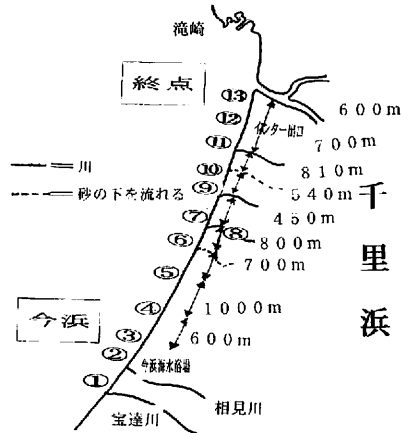 滝崎
終点
⑬
⑫
⑪
⑩
⑨
⑦
⑧
⑥
⑤
④
③
②
①
インター出口
600m
700m
810m
540m
450m
800m
700m
1000m
600m
川
砂の下を流れる
千里浜
今浜
今浜海水浴場
相見川
宝達川